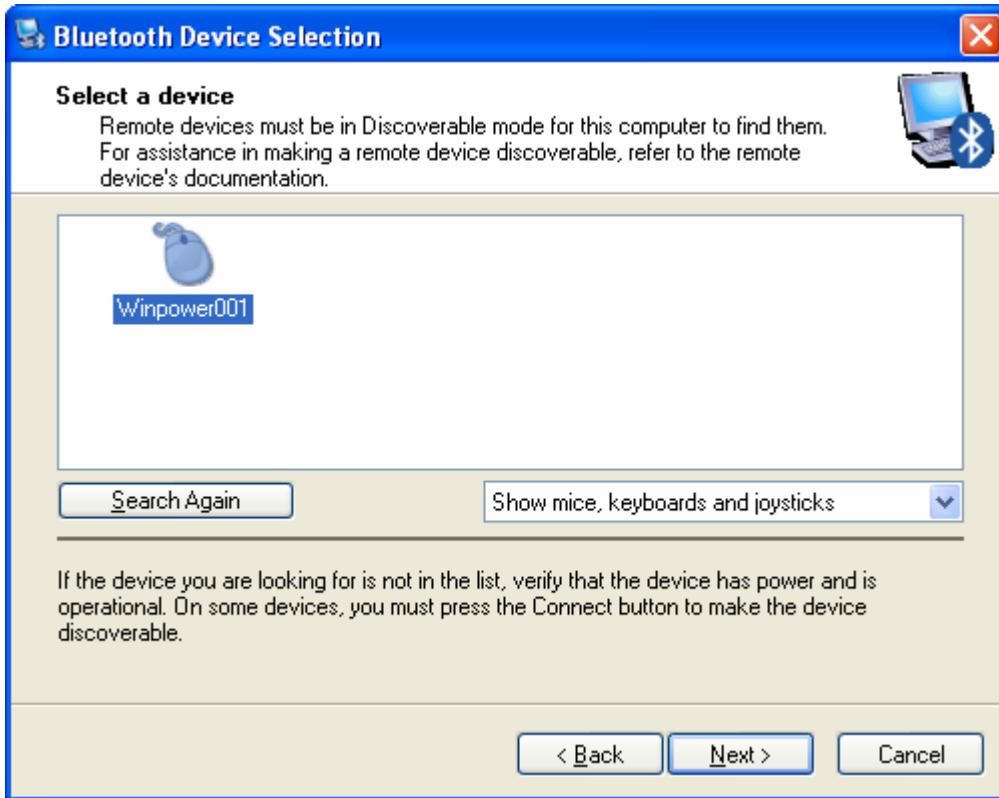 Bluetooth Device Selection
Select a device
Remote devices must be in Discoverable mode for this computer to find them.
For assistance in making a remote device discoverable, refer to the remote
device's documentation.
Winpower001
Search Again
Show mice, keyboards and joysticks
If the device you are looking for is not in the list, verify that the device has power and is
operational. On some devices, you must press the Connect button to make the device
discoverable.
< Back
Next >
Cancel